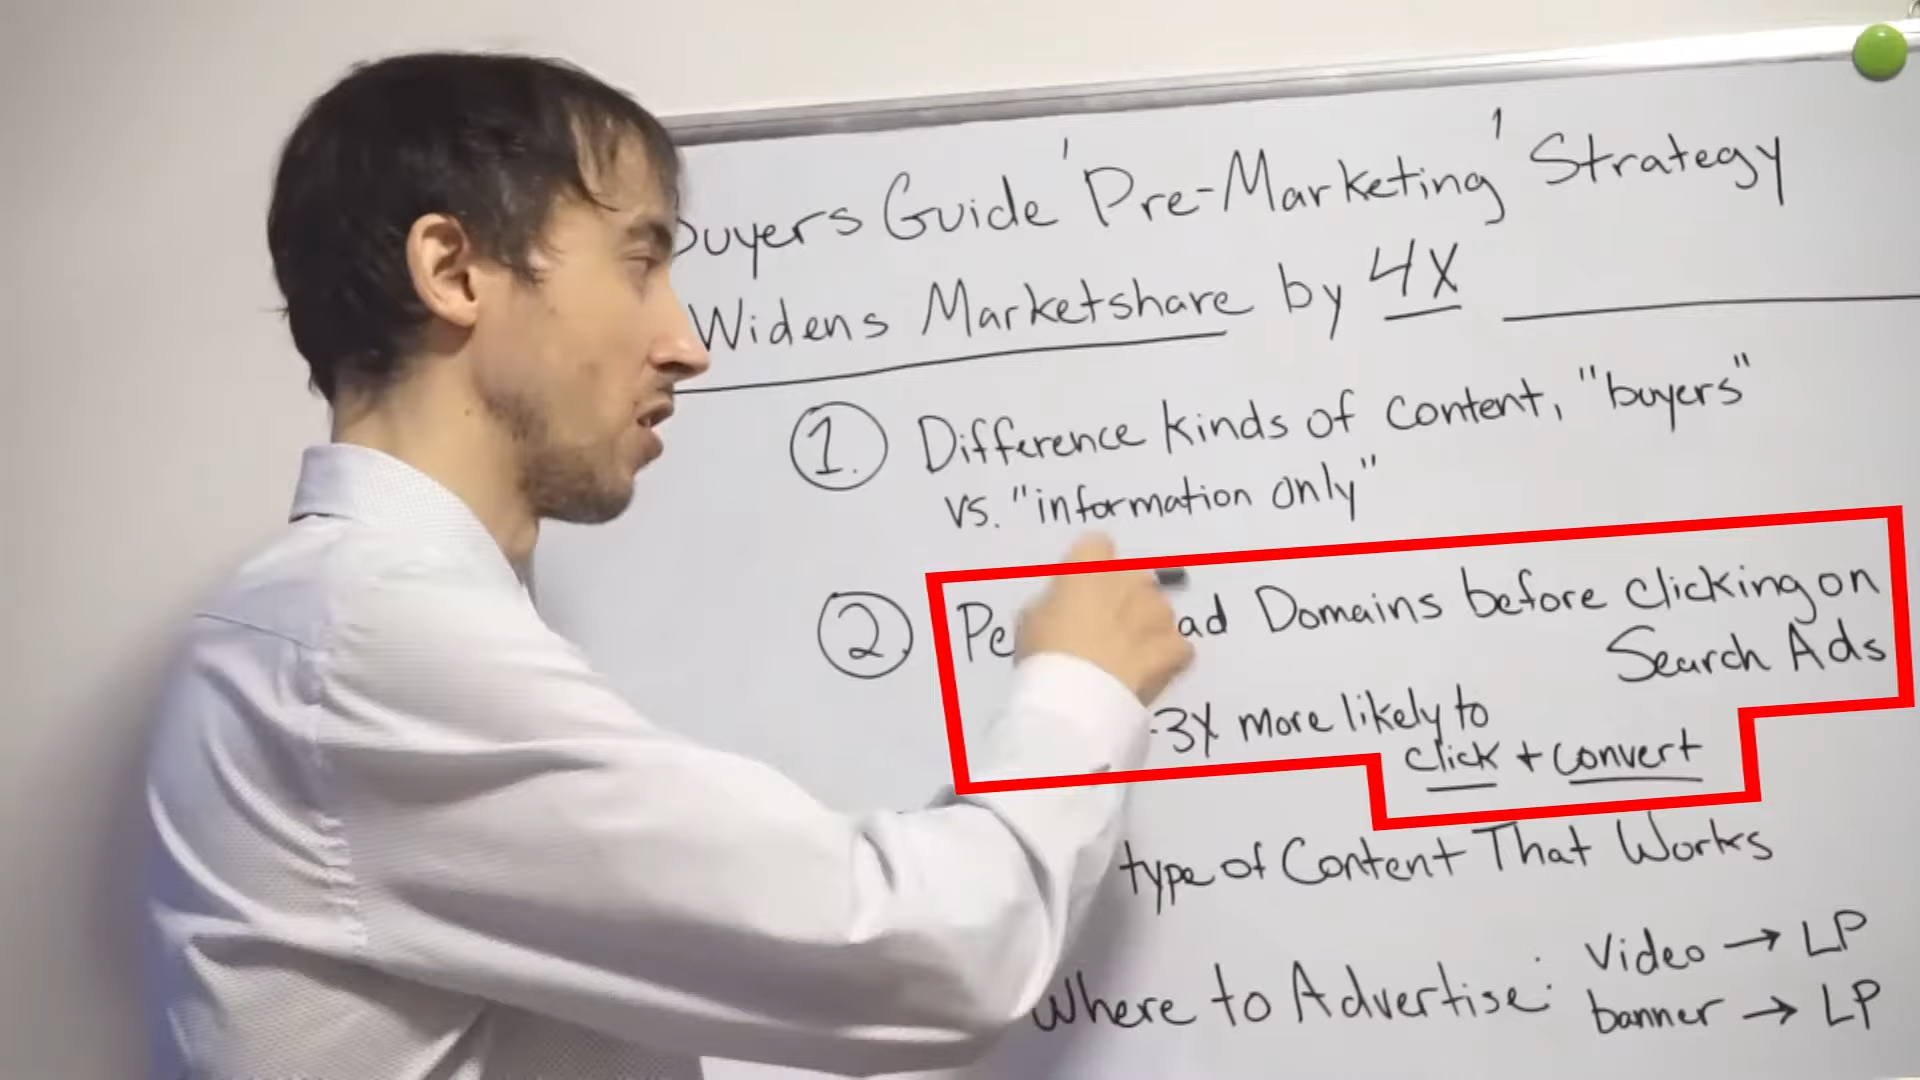 Buyers Guide 'Pre-Marketing' Strategy
Widens Marketshare by 4X
1. Difference Kinds of Content, "buyers"
vs. "information only"
2. Domains before clicking on
Search Ads
-3X more likely to
click + convert
type of Content That Works
Where to Advertise: Video → LP
banner → LP